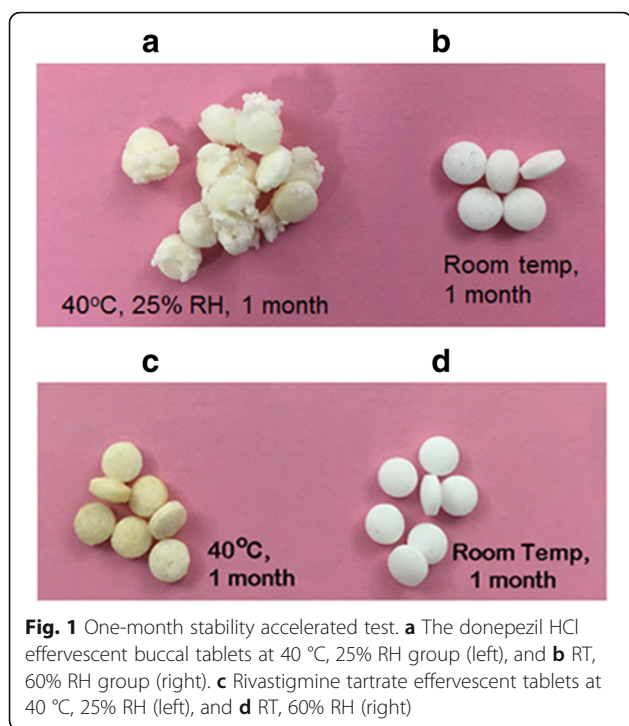 a b
40°C, 25% RH, 1 month
Room temp,
1 month
c d
40°C,
1 month
Room Temp,
1 month
Fig. 1 One-month stability accelerated test. a The donepezil HCl
effervescent buccal tablets at 40 °C, 25% RH group (left), and b RT,
60% RH group (right). c Rivastigmine tartrate effervescent tablets at
40 °C, 25% RH (left), and d RT, 60% RH (right)